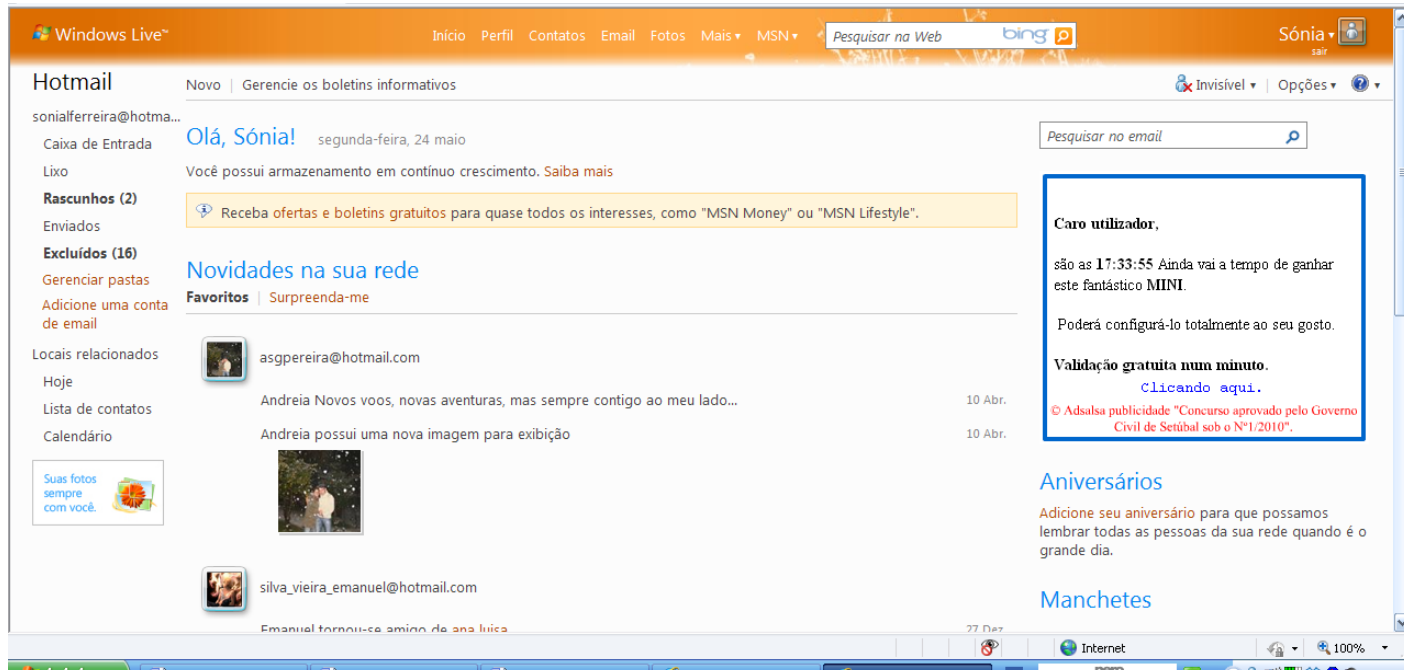 Windows Live™
Início Perfil Contatos Email Fotos Mais MSN
Pesquisar na Web bing
Sónia
sair
Hotmail
Novo | Gerencie os boletins informativos
Invisível | Opções
sonialferreira@hotma...
Caixa de Entrada
Lixo
Rascunhos (2)
Enviados
Excluídos (16)
Gerenciar pastas
Adicione uma conta
de email
Locais relacionados
Hoje
Lista de contatos
Calendário
Suas fotos
sempre
com você.
Olá, Sónia! segunda-feira, 24 maio
Você possui armazenamento em contínuo crescimento. Saiba mais
Receba ofertas e boletins gratuitos para quase todos os interesses, como "MSN Money" ou "MSN Lifestyle".
Novidades na sua rede
Favoritos | Surpreenda-me
asgpereira@hotmail.com
Andreia Novos voos, novas aventuras, mas sempre contigo ao meu lado... 10 Abr.
Andreia possui uma nova imagem para exibição 10 Abr.
silva_vieira_emanuel@hotmail.com
Emanuel tornou-se amigo de ana luisa 27 Dez
Pesquisar no email
Caro utilizador,
são as 17:33:55 Ainda vai a tempo de ganhar
este fantástico MINI.
Poderá configurá-lo totalmente ao seu gosto.
Validação gratuita num minuto.
Clicando aqui.
© Adsalsa publicidade "Concurso aprovado pelo Governo
Civil de Setúbal sob o Nº1/2010".
Aniversários
Adicione seu aniversário para que possamos
lembrar todas as pessoas da sua rede quando é o
grande dia.
Manchetes
Internet
100%